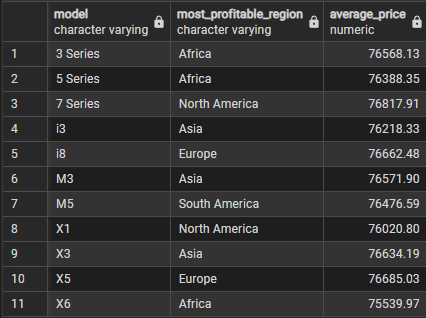 model most_profitable_region average_price
character varying character varying numeric
1 3 Series Africa 76568.13
2 5 Series Africa 76388.35
3 7 Series North America 76817.91
4 i3 Asia 76218.33
5 i8 Europe 76662.48
6 M3 Asia 76571.90
7 M5 South America 76476.59
8 X1 North America 76020.80
9 X3 Asia 76634.19
10 X5 Europe 76685.03
11 X6 Africa 75539.97